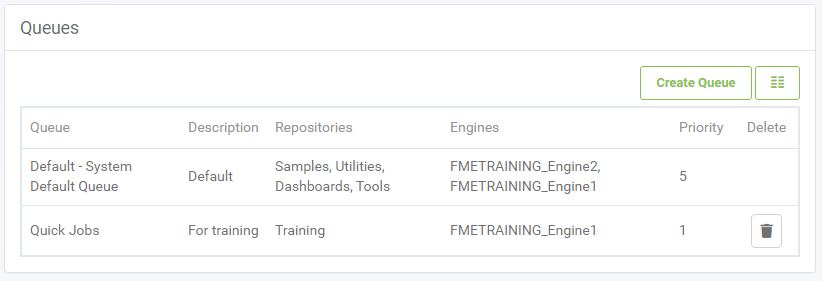 Queues
Create Queue
Queue Description Repositories Engines Priority Delete
Default - System Default Queue Default Samples, Utilities, Dashboards, Tools FMETRAINING_Engine2, FMETRAINING_Engine1 5
Quick Jobs For training Training FMETRAINING_Engine1 1